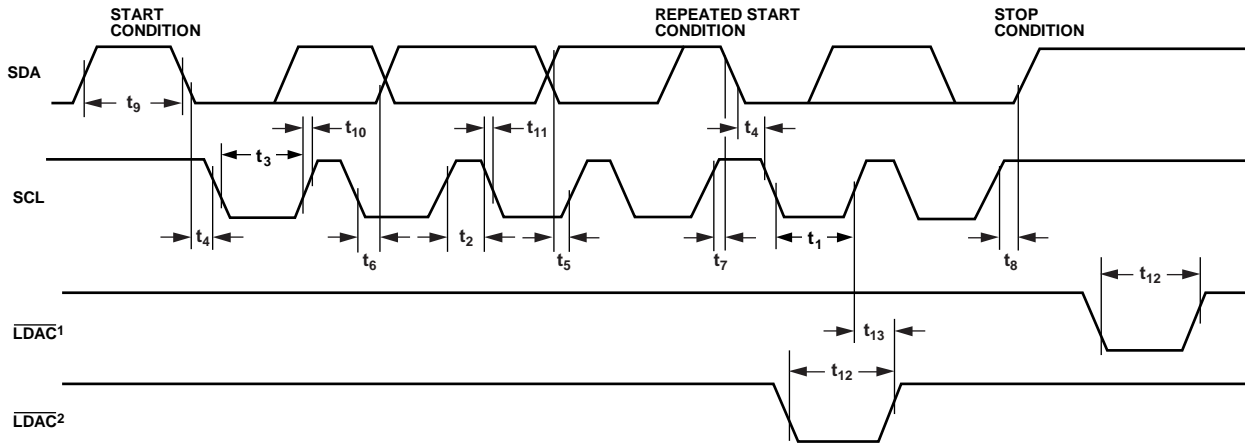 START
CONDITION
REPEATED START
CONDITION
STOP
CONDITION
SDA
t9
t10
t11
t4
t3
SCL
t4
t6
t2
t5
t7
t1
t8
t12
LDAC1
t13
t12
LDAC2